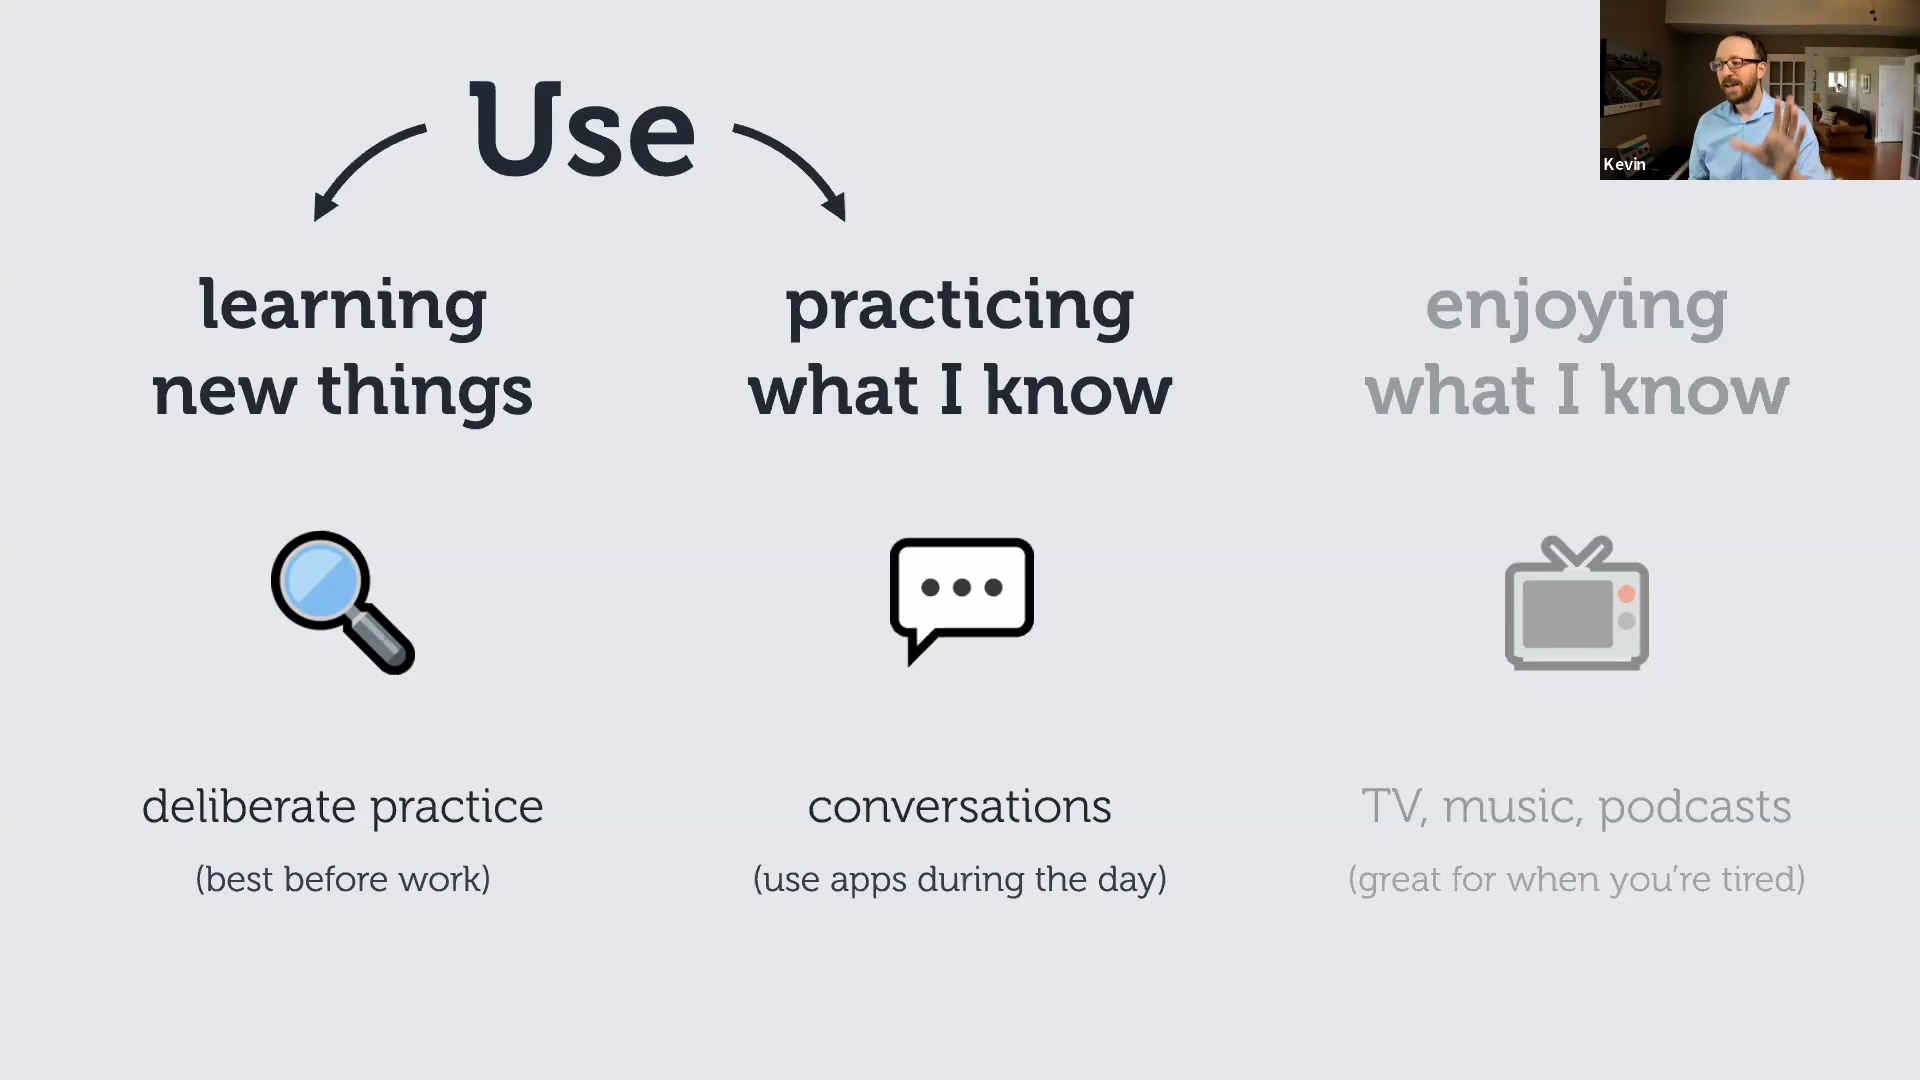 Use
learning
new things
deliberate practice
(best before work)
practicing
what I know
conversations
(use apps during the day)
enjoying
what I know
TV, music, podcasts
(great for when you're tired)
Kevin